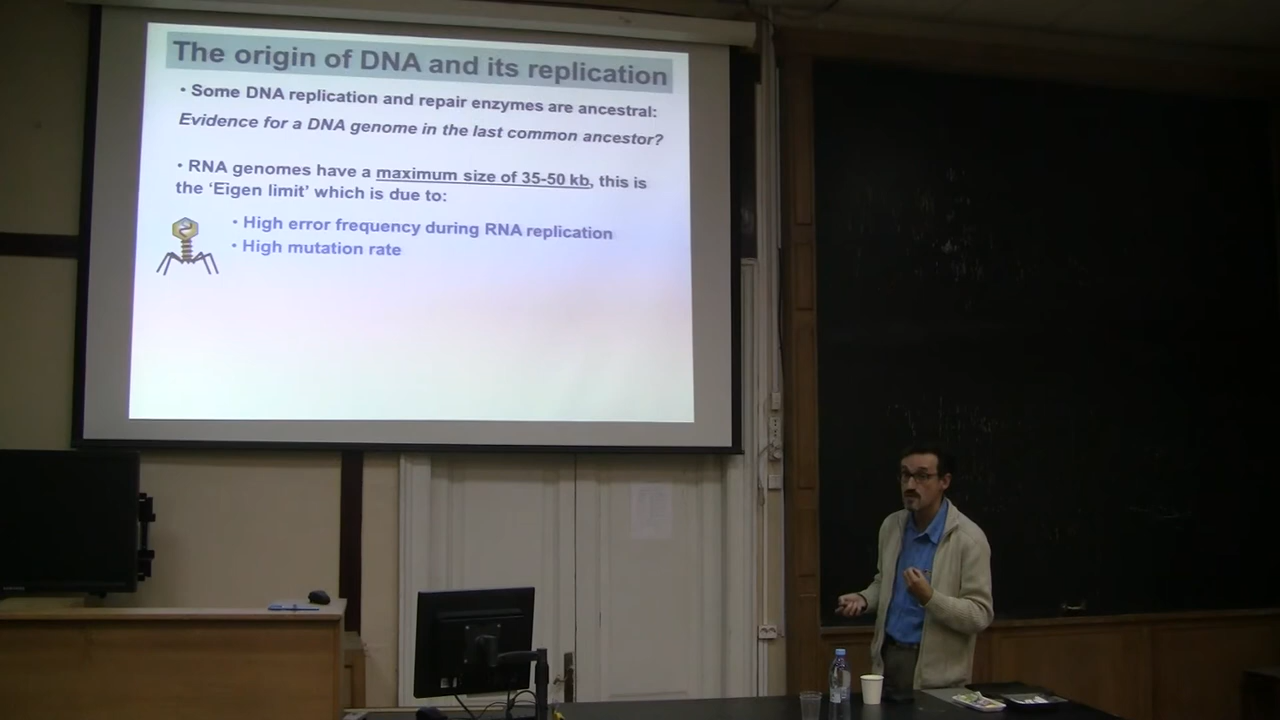 The origin of DNA and its replication
• Some DNA replication and repair enzymes are ancestral:
Evidence for a DNA genome in the last common ancestor?
• RNA genomes have a maximum size of 35-50 kb, this is
the ‘Eigen limit’ which is due to:
• High error frequency during RNA replication
• High mutation rate